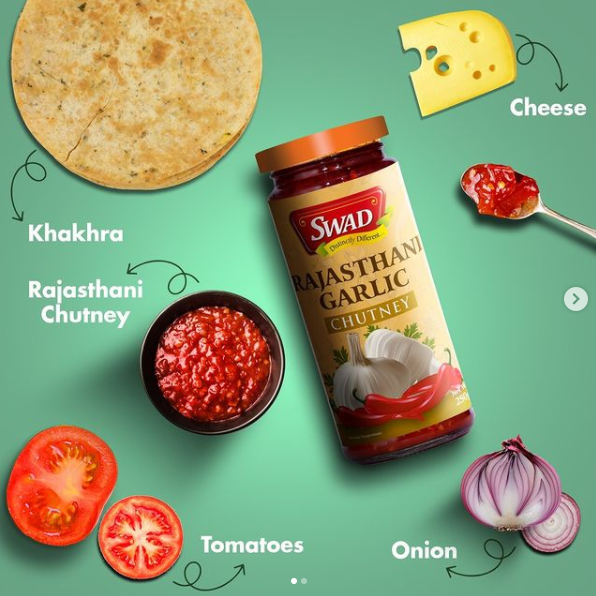 Cheese
Khakhra
Rajasthani
Chutney
SWAD
Distinctly Different...
RAJASTHANI
GARLIC
CHUTNEY
Tomatoes
Onion